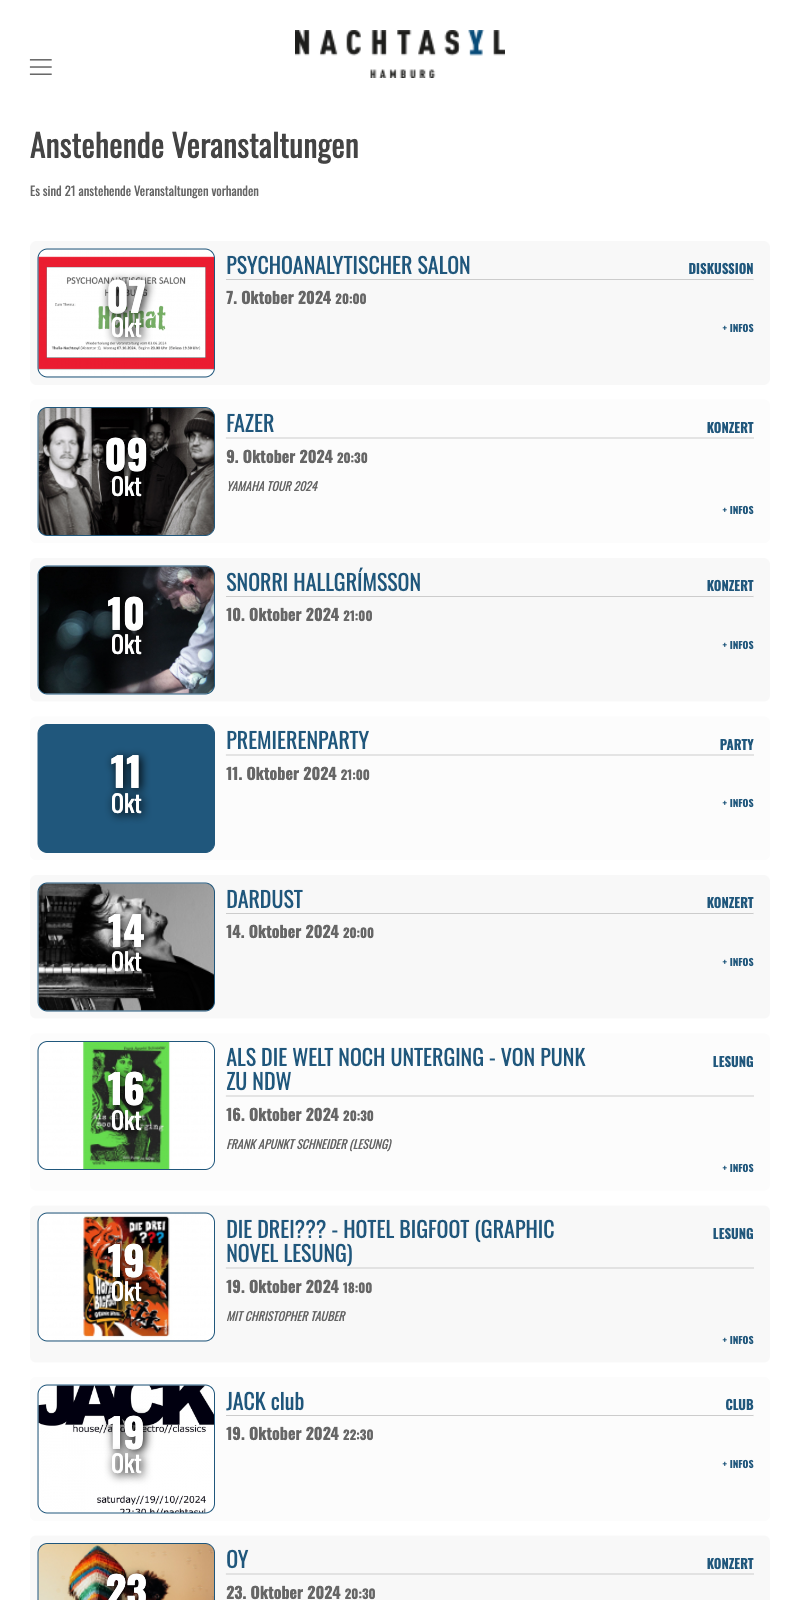 NACHTASYL
HAMBURG
Anstehende Veranstaltungen
Es sind 21 anstehende Veranstaltungen vorhanden
PSYCHOANALYTISCHER SALON
07
Okt
PSYCHOANALYTISCHER SALON
DISKUSSION
7. Oktober 2024 20:00
+ INFOS
09
Okt
FAZER
KONZERT
9. Oktober 2024 20:30
YAMAHA TOUR 2024
+ INFOS
10
Okt
SNORRI HALLGRÍMSSON
KONZERT
10. Oktober 2024 21:00
+ INFOS
11
Okt
PREMIERENPARTY
PARTY
11. Oktober 2024 21:00
+ INFOS
14
Okt
DARDUST
KONZERT
14. Oktober 2024 20:00
+ INFOS
16
Okt
ALS DIE WELT NOCH UNTERGING - VON PUNK
ZU NDW
LESUNG
16. Oktober 2024 20:30
FRANK APUNKT SCHNEIDER (LESUNG)
+ INFOS
DIE DREI
???
19
Okt
DIE DREI??? - HOTEL BIGFOOT (GRAPHIC
NOVEL LESUNG)
LESUNG
19. Oktober 2024 18:00
MIT CHRISTOPHER TAUBER
+ INFOS
JACK
19
Okt
house//
ectro//classics
saturday//19//10//2024
22:30 h//nachtasyl
JACK club
CLUB
19. Oktober 2024 22:30
+ INFOS
23
OY
KONZERT
23. Oktober 2024 20:30